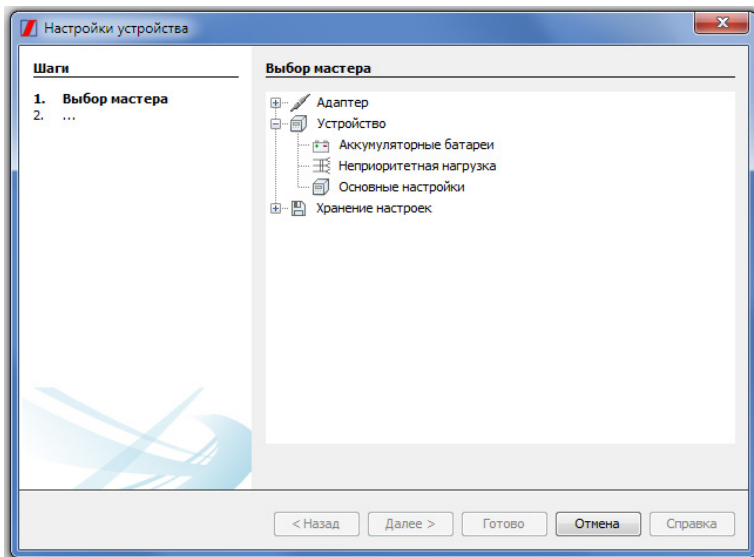 Настройки устройства
Шаги
1. Выбор мастера
2. ...
Выбор мастера
Адаптер
Устройство
Аккумуляторные батареи
Неприоритетная нагрузка
Основные настройки
Хранение настроек
< Назад
Далее >
Готово
Отмена
Справка